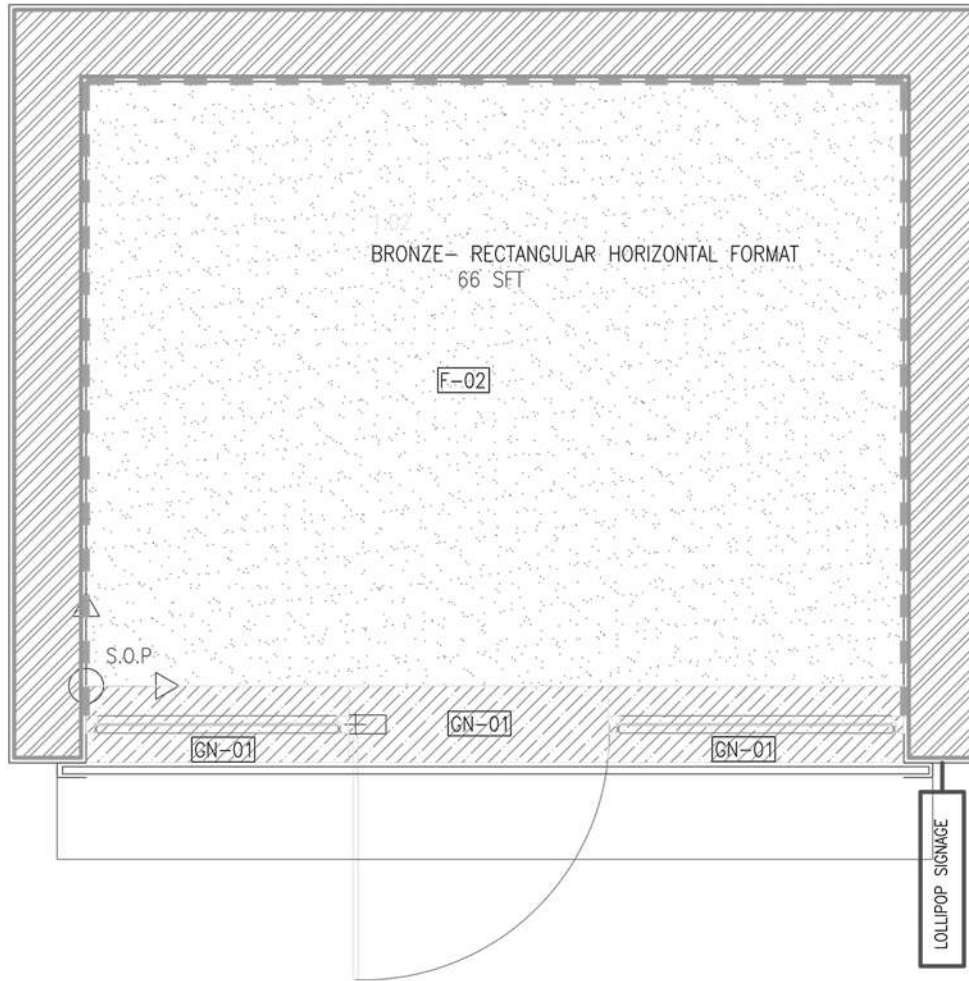 BRONZE- RECTANGULAR HORIZONTAL FORMAT
66 SFT
F-02
S.O.P
GN-01
GN-01
GN-01
LOLLIPOP SIGNAGE